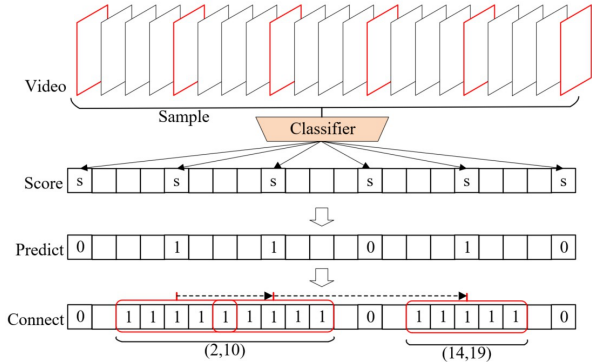 Video
Sample
Classifier
Score s s s s s s
Predict 0 1 1 0 1 0
Connect 0 1 1 1 1 1 1 1 1 1 0 1 1 1 1 1 0
(2,10) (14,19)